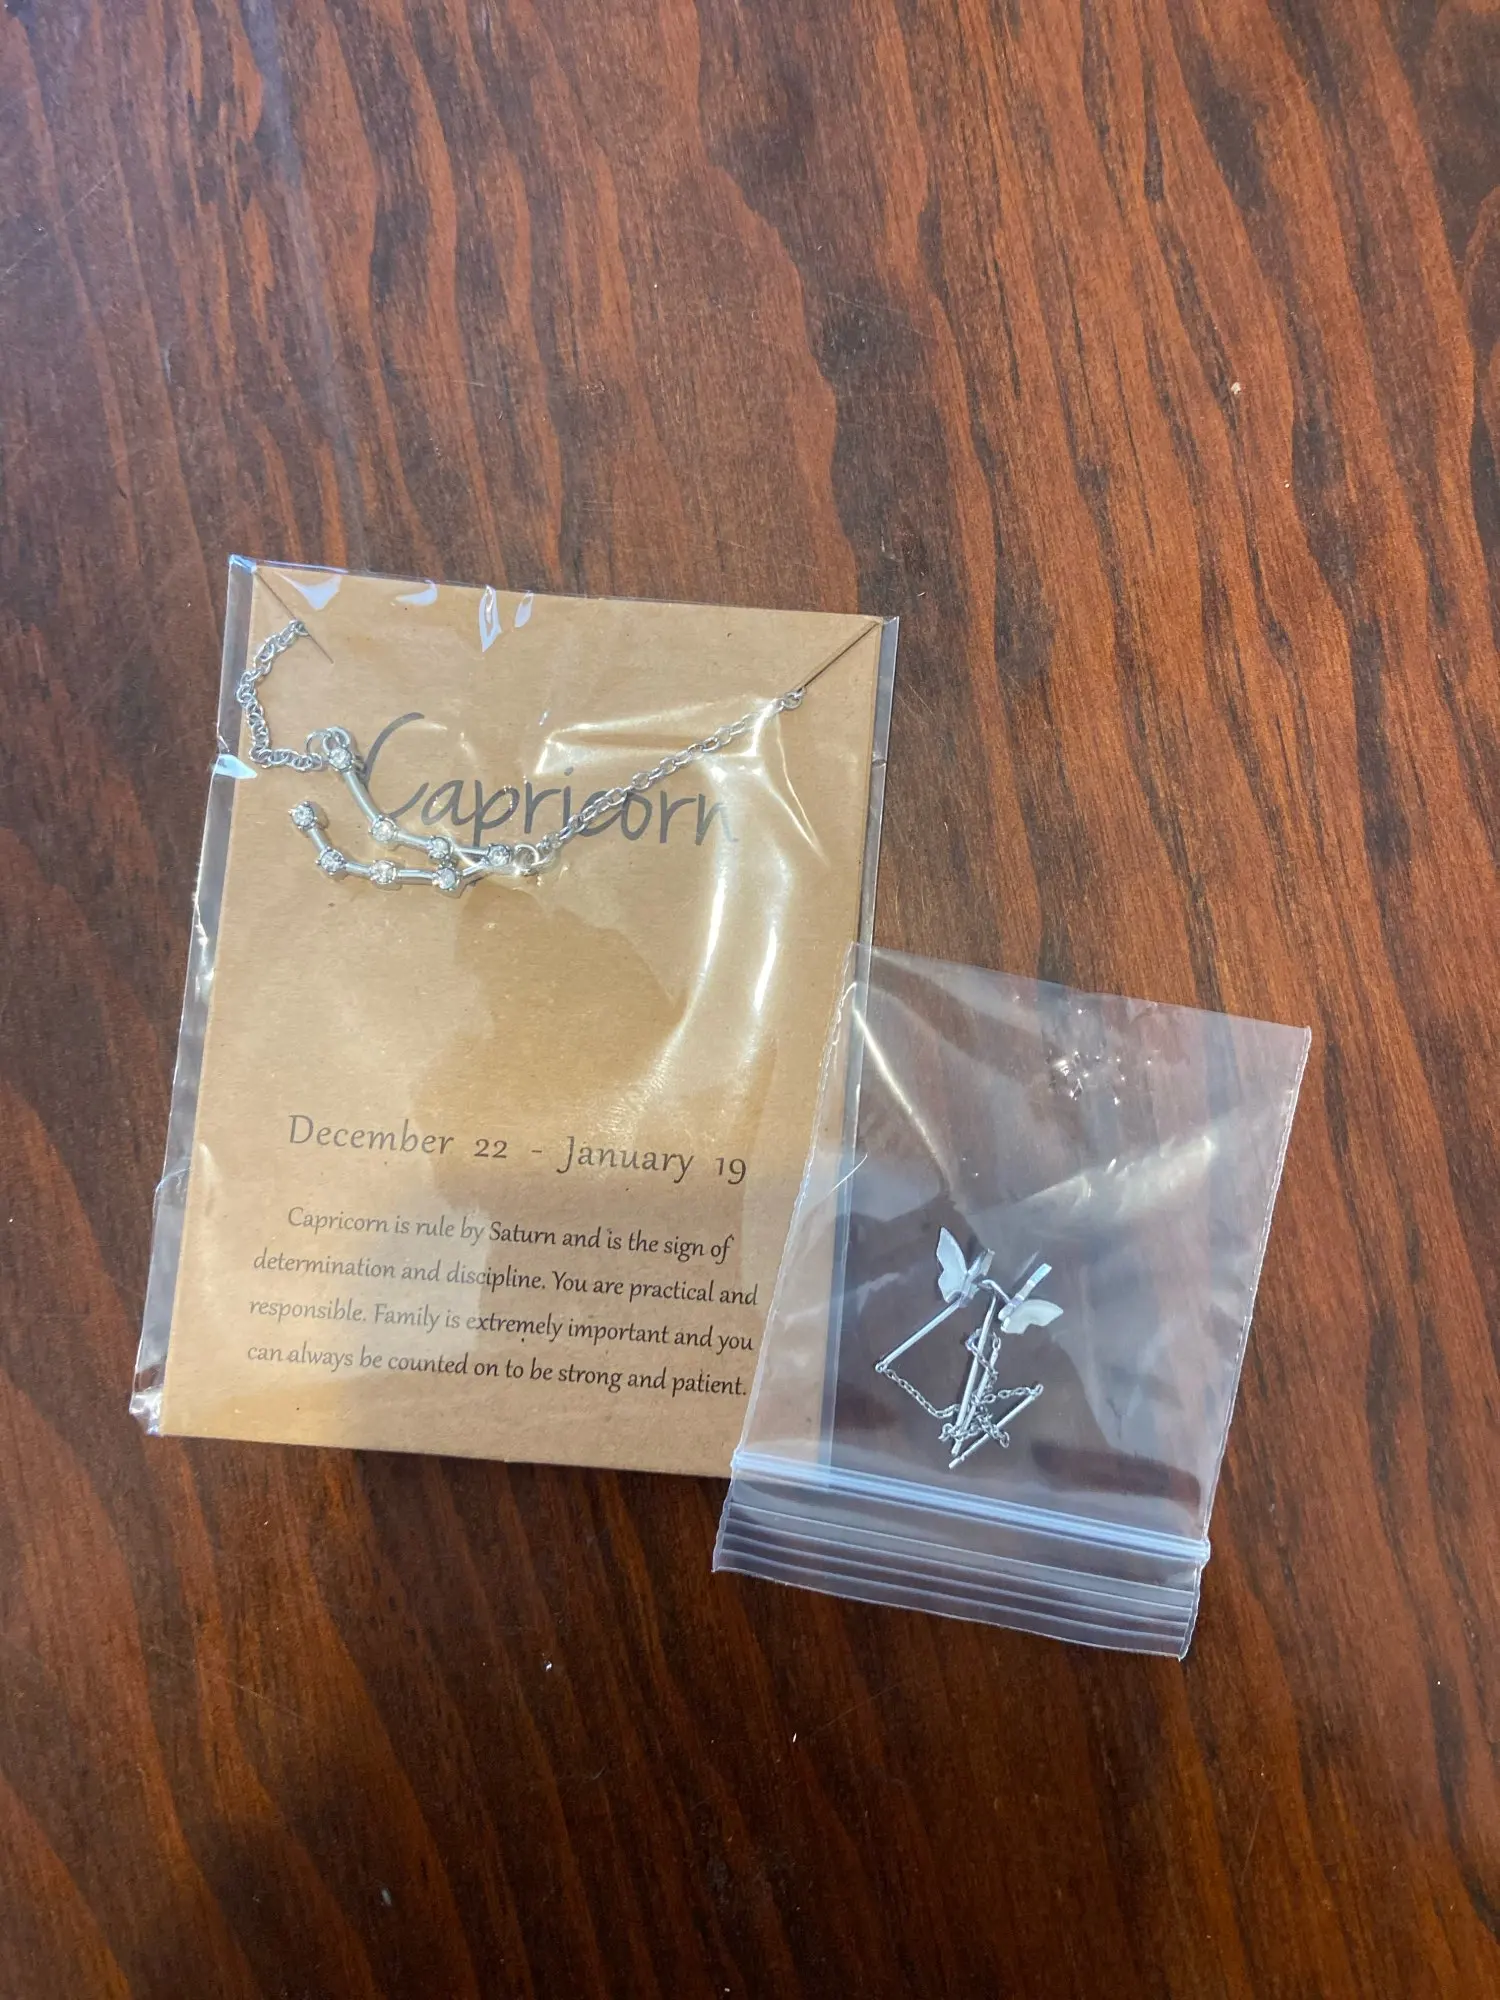 Capricorn
December 22 - January 19
Capricorn is rule by Saturn and is the sign of
determination and discipline. You are practical and
responsible. Family is extremely important and you
can always be counted on to be strong and patient.